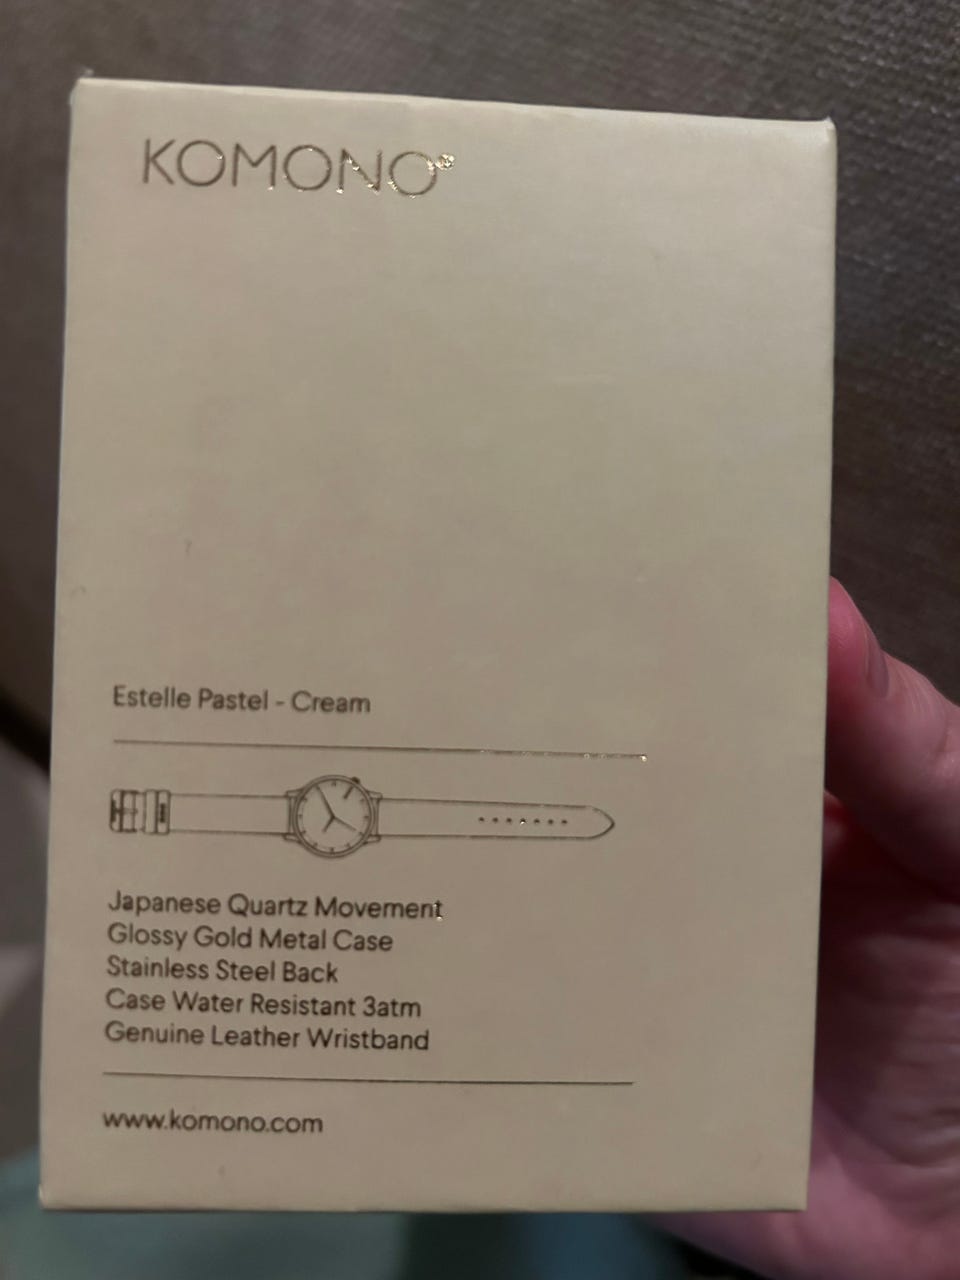 KOMONO®
Estelle Pastel - Cream
Japanese Quartz Movement
Glossy Gold Metal Case
Stainless Steel Back
Case Water Resistant 3atm
Genuine Leather Wristband
www.komono.com